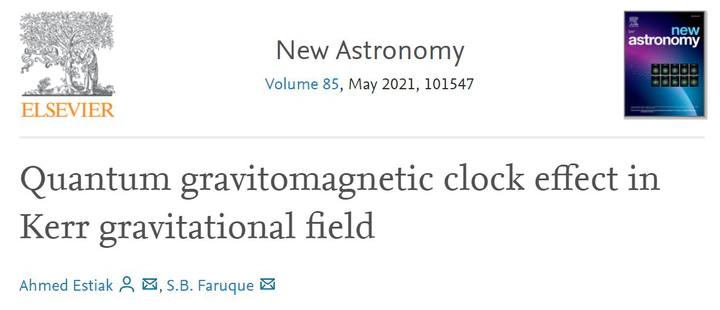 ELSEVIER
New Astronomy
Volume 85, May 2021, 101547
new
astronomy
Quantum gravitomagnetic clock effect in
Kerr gravitational field
Ahmed Estiak, S.B. Faruque